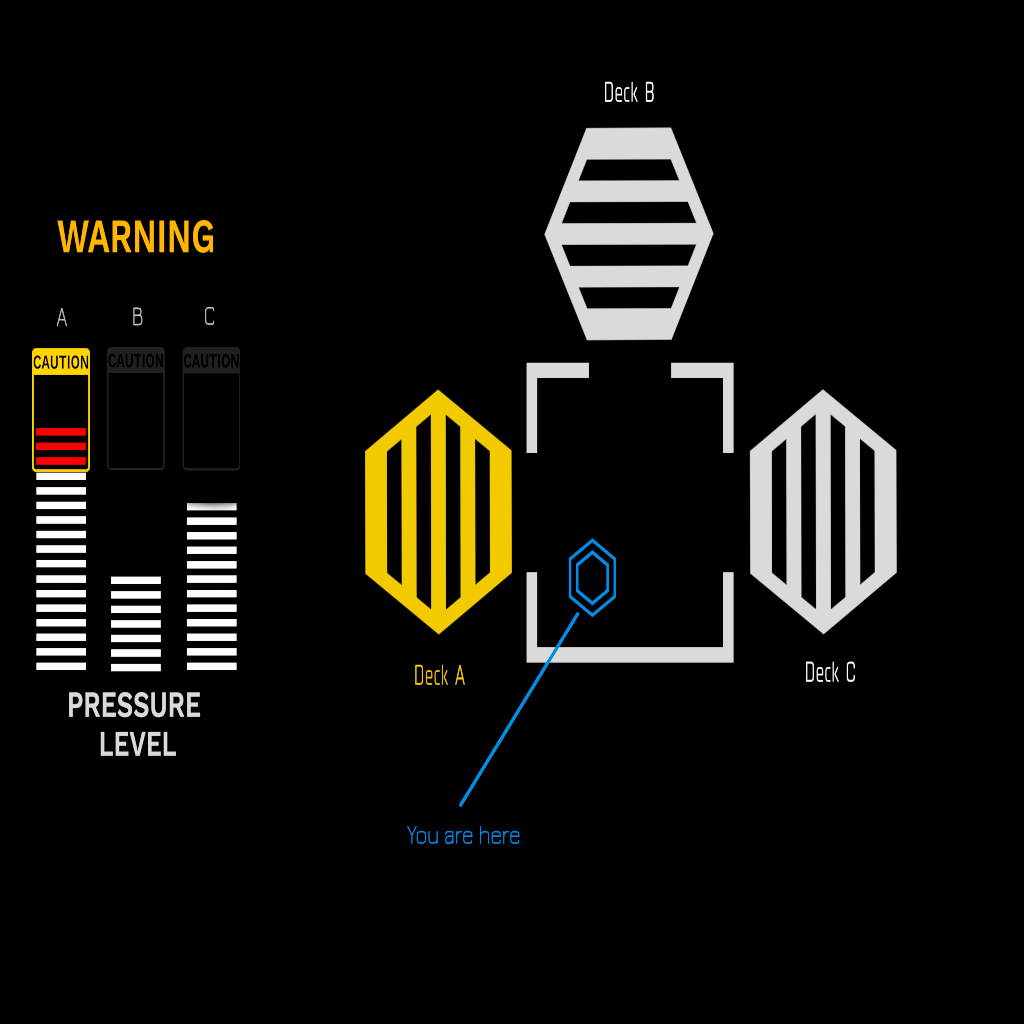 WARNING
A B C
CAUTION CAUTION CAUTION
PRESSURE
LEVEL
Deck B
Deck A
Deck C
You are here